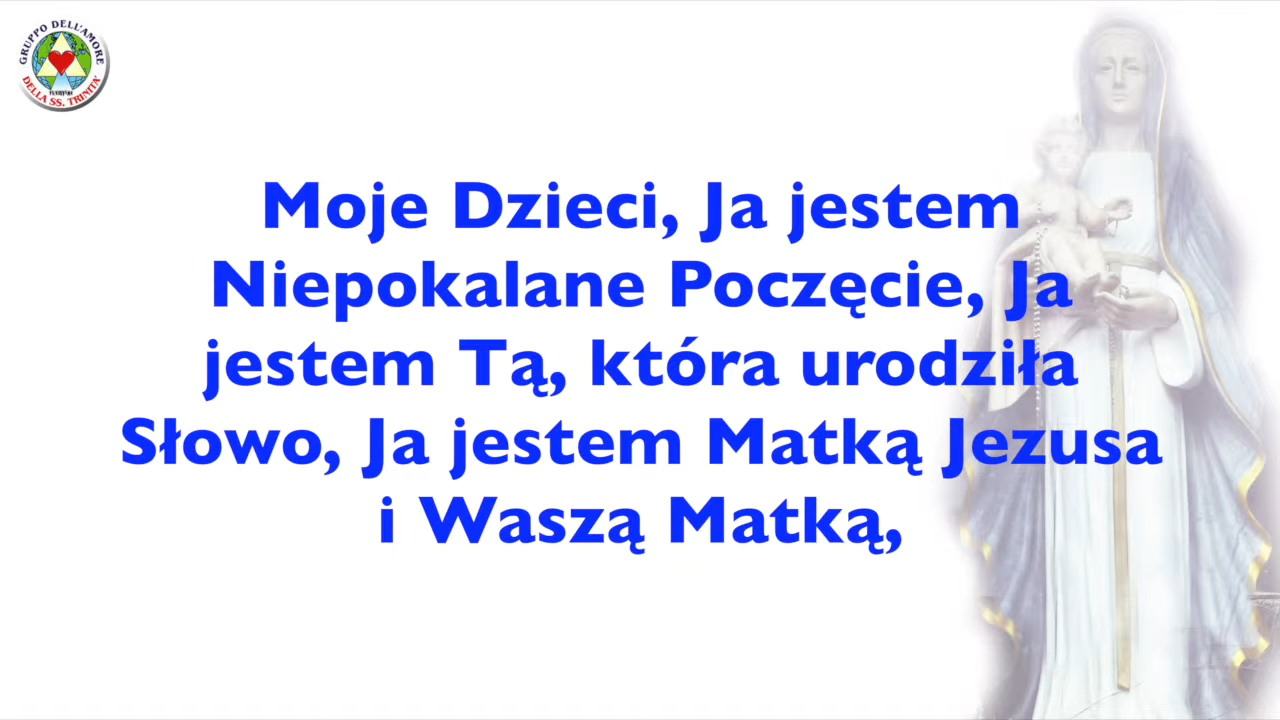 GRUPPO DELL'AMORE
DELLA SS. TRINITA'
Moje Dzieci, Ja jestem
Niepokalane Poczęcie, Ja
jestem Tą, która urodziła
Słowo, Ja jestem Matką Jezusa
i Waszą Matką,